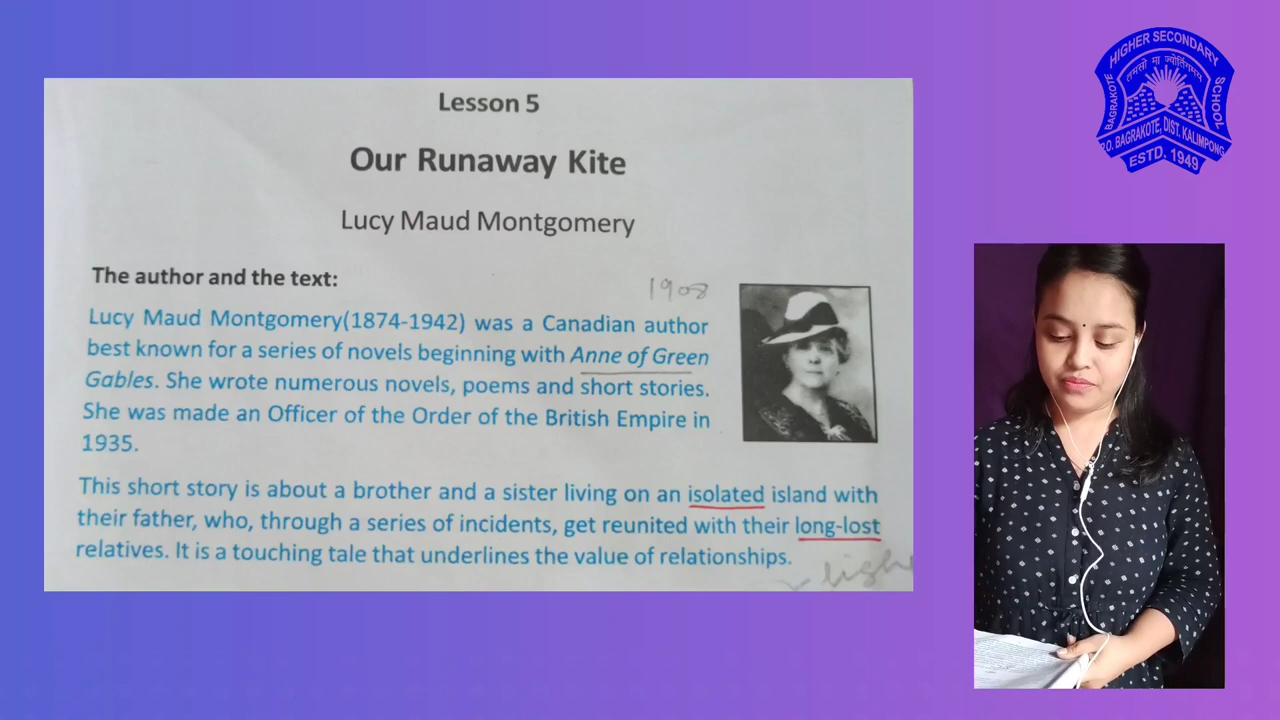 Lesson 5
Our Runaway Kite
Lucy Maud Montgomery
The author and the text:
1908
Lucy Maud Montgomery(1874-1942) was a Canadian author
best known for a series of novels beginning with Anne of Green
Gables. She wrote numerous novels, poems and short stories.
She was made an Officer of the Order of the British Empire in
1935.
This short story is about a brother and a sister living on an isolated island with
their father, who, through a series of incidents, get reunited with their long-lost
relatives. It is a touching tale that underlines the value of relationships.
HIGHER SECONDARY
तमसो मा ज्योतिर्गमय
BAGRAKOTE
SCHOOL
P.O. BAGRAKOTE, DIST. KALIMPONG
ESTD. 1949